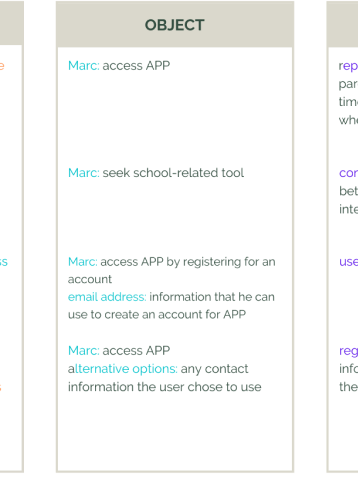 OBJECT
e
Marc: access APP
rep
par
tim
whe
Marc: seek school-related tool
con
bet
inte
ss
Marc: access APP by registering for an
account
email address: information that he can
use to create an account for APP
use
Marc: access APP
alternative options: any contact
information the user chose to use
s
reg
info
the